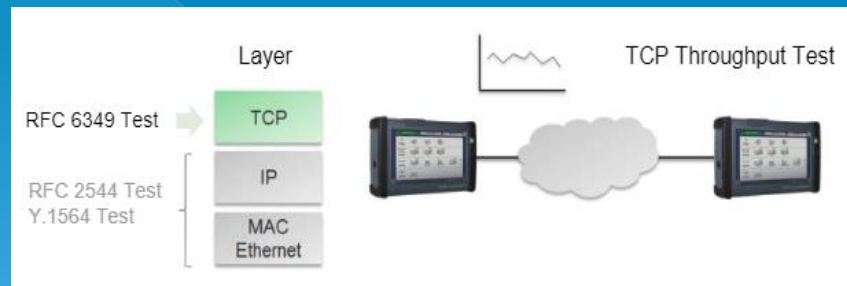 Layer
TCP Throughput Test
RFC 6349 Test
TCP
RFC 2544 Test
Y.1564 Test
IP
MAC
Ethernet